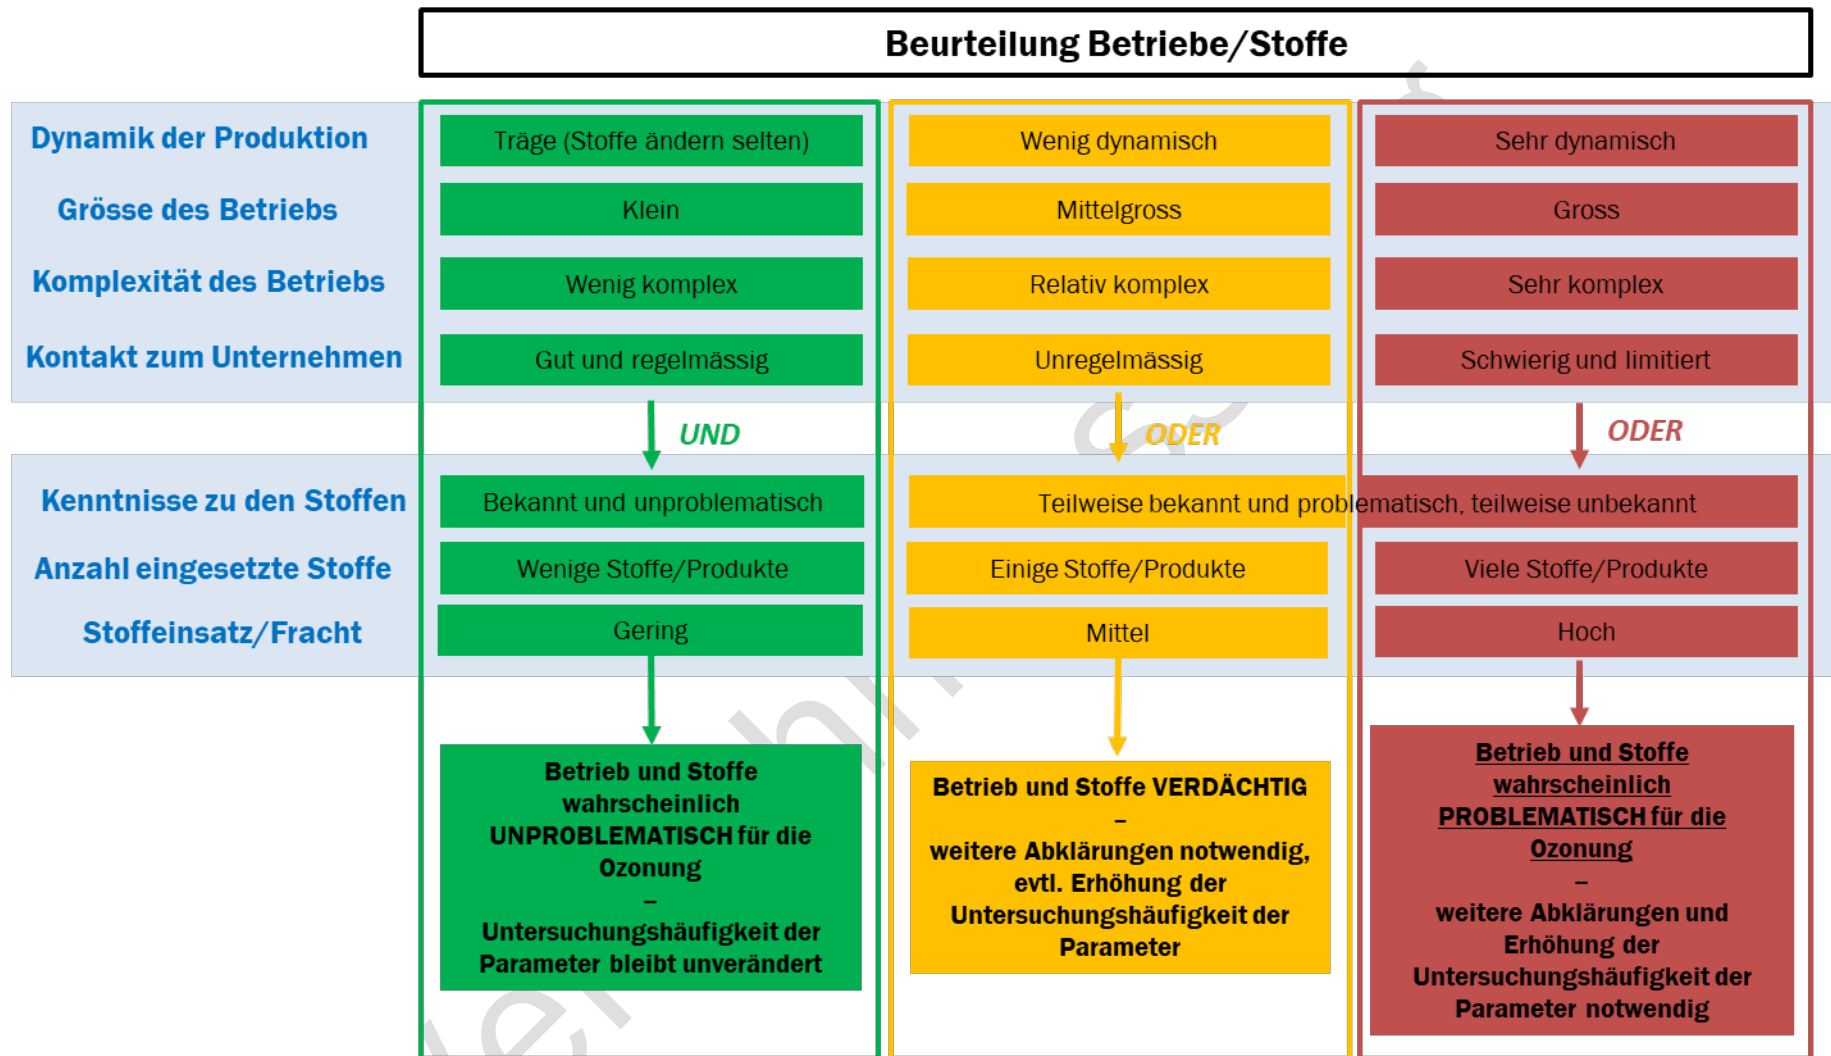 Beurteilung Betriebe/Stoffe
Dynamik der Produktion
Träge (Stoffe ändern selten)
Wenig dynamisch
Sehr dynamisch
Grösse des Betriebs
Klein
Mittelgross
Gross
Komplexität des Betriebs
Wenig komplex
Relativ komplex
Sehr komplex
Kontakt zum Unternehmen
Gut und regelmässig
Unregelmässig
Schwierig und limitiert
UND
ODER
ODER
Kenntnisse zu den Stoffen
Bekannt und unproblematisch
Teilweise bekannt und problematisch, teilweise unbekannt
Anzahl eingesetzte Stoffe
Wenige Stoffe/Produkte
Einige Stoffe/Produkte
Viele Stoffe/Produkte
Stoffeinsatz/Fracht
Gering
Mittel
Hoch
Betrieb und Stoffe
wahrscheinlich
UNPROBLEMATISCH für die
Ozonung
–
Untersuchungshäufigkeit der
Parameter bleibt unverändert
Betrieb und Stoffe VERDÄCHTIG
–
weitere Abklärungen notwendig,
evtl. Erhöhung der
Untersuchungshäufigkeit der
Parameter
Betrieb und Stoffe
wahrscheinlich
PROBLEMATISCH für die
Ozonung
–
weitere Abklärungen und
Erhöhung der
Untersuchungshäufigkeit der
Parameter notwendig